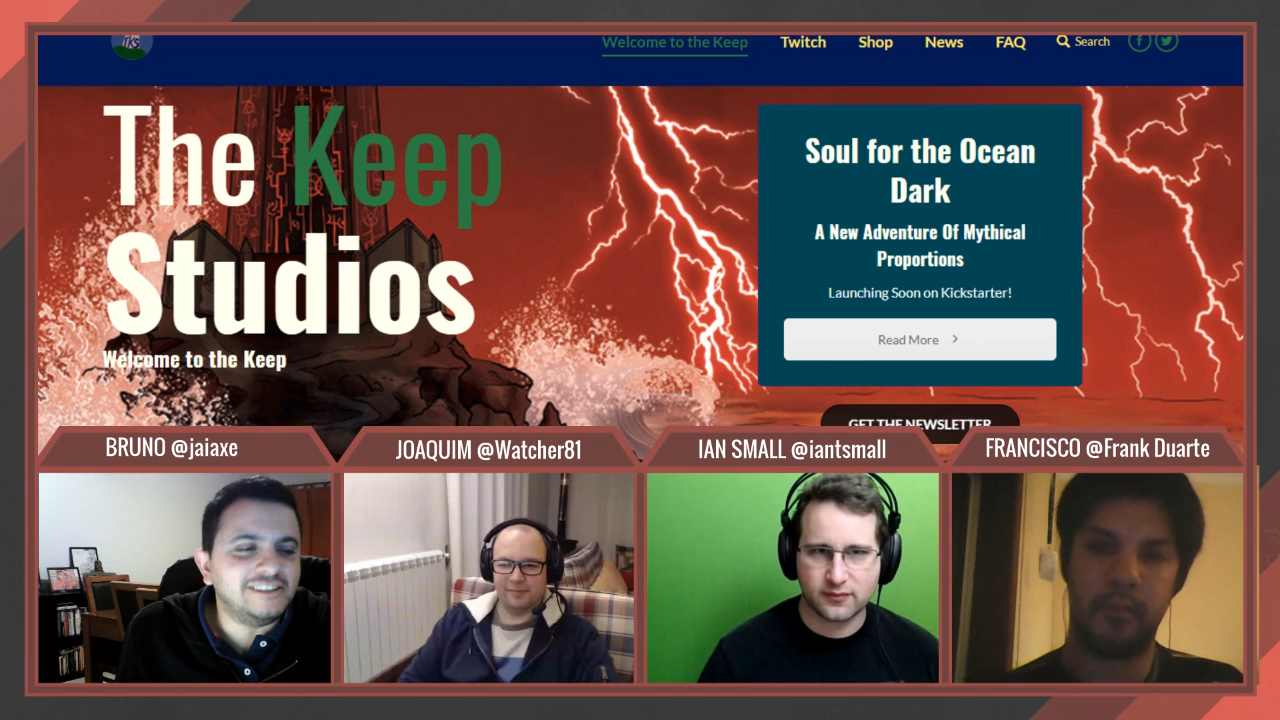 tks
Welcome to the Keep
Twitch
Shop
News
FAQ
Search
The Keep
Studios
Welcome to the Keep
Soul for the Ocean
Dark
A New Adventure Of Mythical
Proportions
Launching Soon on Kickstarter!
Read More
GET THE NEWSLETTER
BRUNO @jaiaxe
JOAQUIM @Watcher81
IAN SMALL @iantsmall
FRANCISCO @Frank Duarte